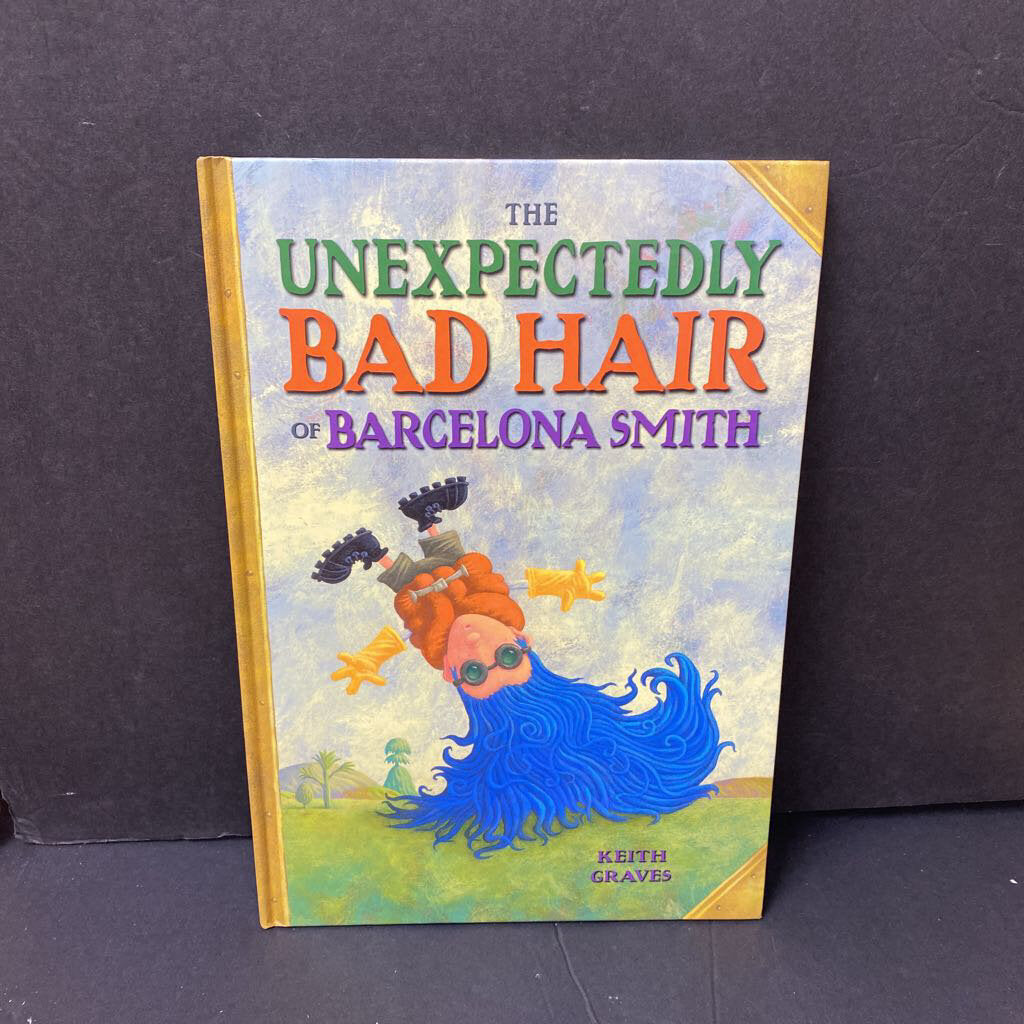 THE
UNEXPECTEDLY
BAD HAIR
OF BARCELONA SMITH
KEITH
GRAVES